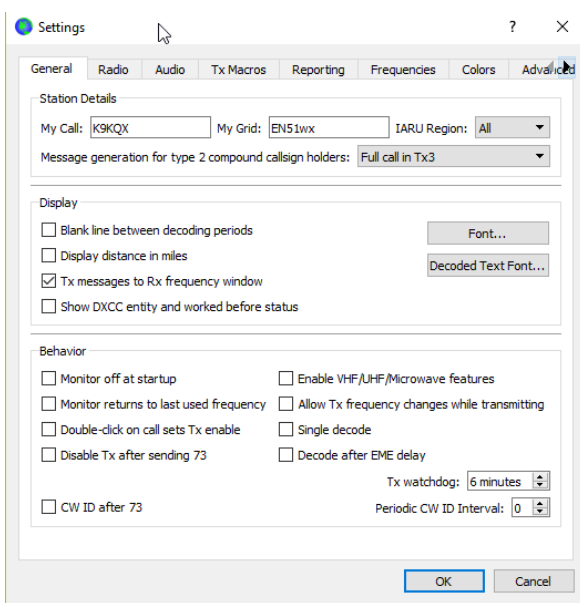 Settings ?
General Radio Audio Tx Macros Reporting Frequencies Colors Advanced
Station Details
My Call: K9KQX My Grid: EN51wx IARU Region: All
Message generation for type 2 compound callsign holders: Full call in Tx3
Display
Blank line between decoding periods Font...
Display distance in miles Decoded Text Font...
Tx messages to Rx frequency window
Show DXCC entity and worked before status
Behavior
Monitor off at startup Enable VHF/UHF/Microwave features
Monitor returns to last used frequency Allow Tx frequency changes while transmitting
Double-click on call sets Tx enable Single decode
Disable Tx after sending 73 Decode after EME delay
Tx watchdog: 6 minutes
CW ID after 73 Periodic CW ID Interval: 0
OK Cancel